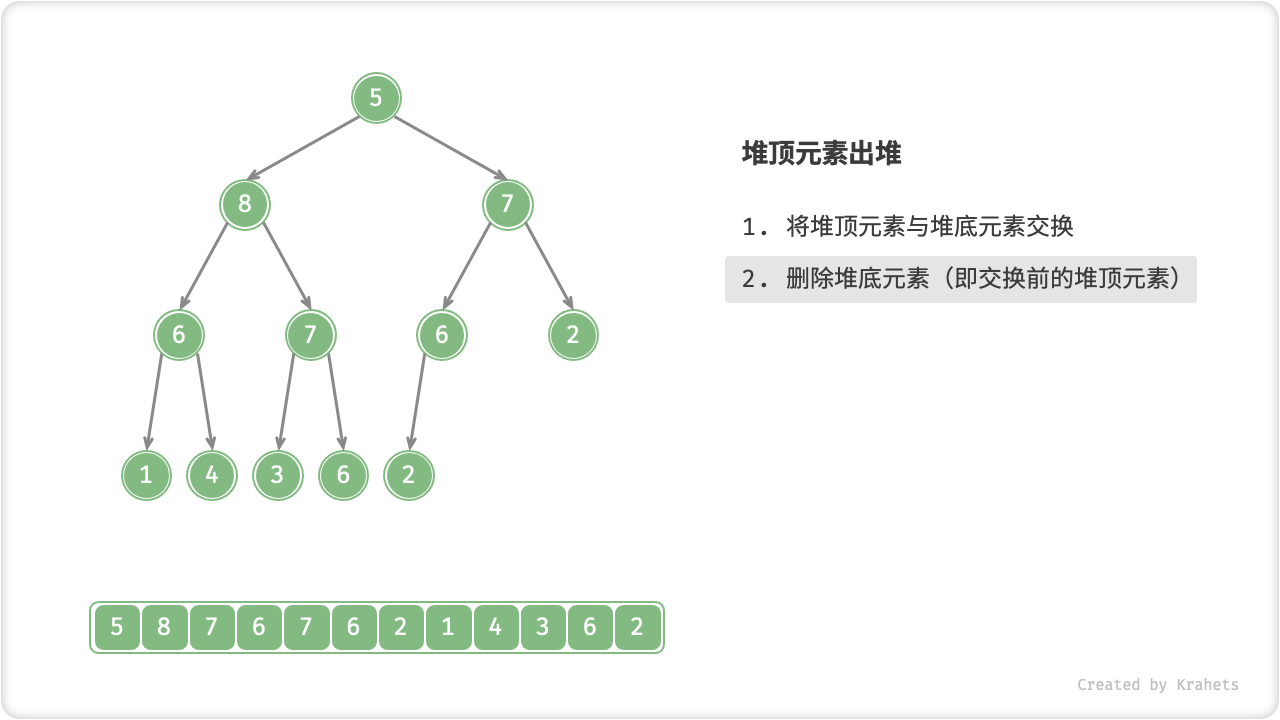 5
8 7
6 7 6 2
1 4 3 6 2
5 8 7 6 7 6 2 1 4 3 6 2
堆顶元素出堆
1. 将堆顶元素与堆底元素交换
2. 删除堆底元素（即交换前的堆顶元素）
Created by Krahets